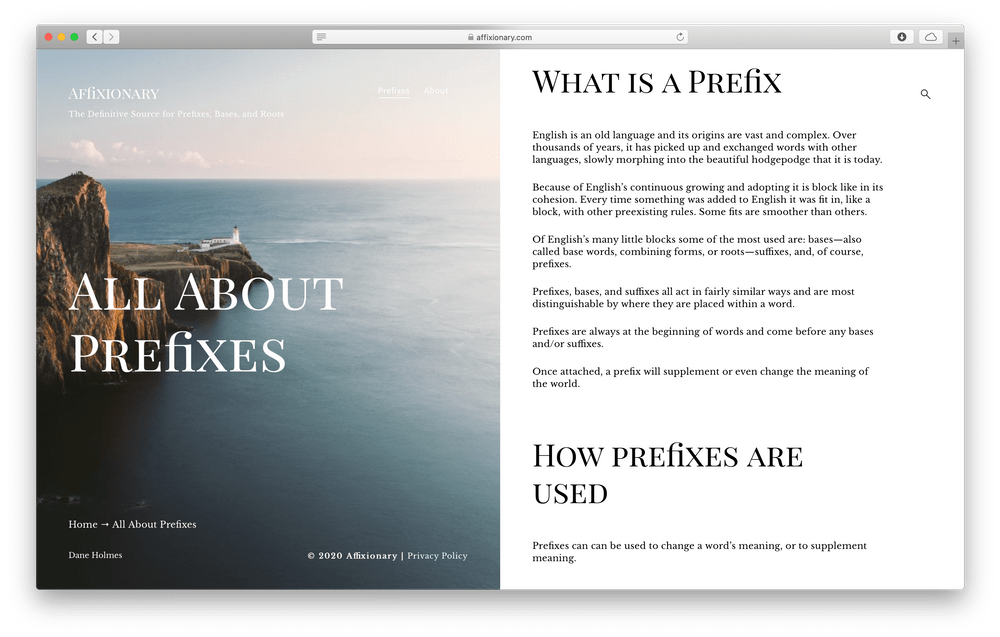 affixionary.com
Affixionary
Prefixes About
The Definitive Source for Prefixes, Bases, and Roots
All About
Prefixes
Home → All About Prefixes
Dane Holmes
© 2020 Affixionary | Privacy Policy
What is a Prefix
English is an old language and its origins are vast and complex. Over
thousands of years, it has picked up and exchanged words with other
languages, slowly morphing into the beautiful hodgepodge that it is today.
Because of English’s continuous growing and adopting it is block like in its
cohesion. Every time something was added to English it was fit in, like a
block, with other preexisting rules. Some fits are smoother than others.
Of English’s many little blocks some of the most used are: bases—also
called base words, combining forms, or roots—suffixes, and, of course,
prefixes.
Prefixes, bases, and suffixes all act in fairly similar ways and are most
distinguishable by where they are placed within a word.
Prefixes are always at the beginning of words and come before any bases
and/or suffixes.
Once attached, a prefix will supplement or even change the meaning of
the world.
How prefixes are
used
Prefixes can can be used to change a word’s meaning, or to supplement
meaning.